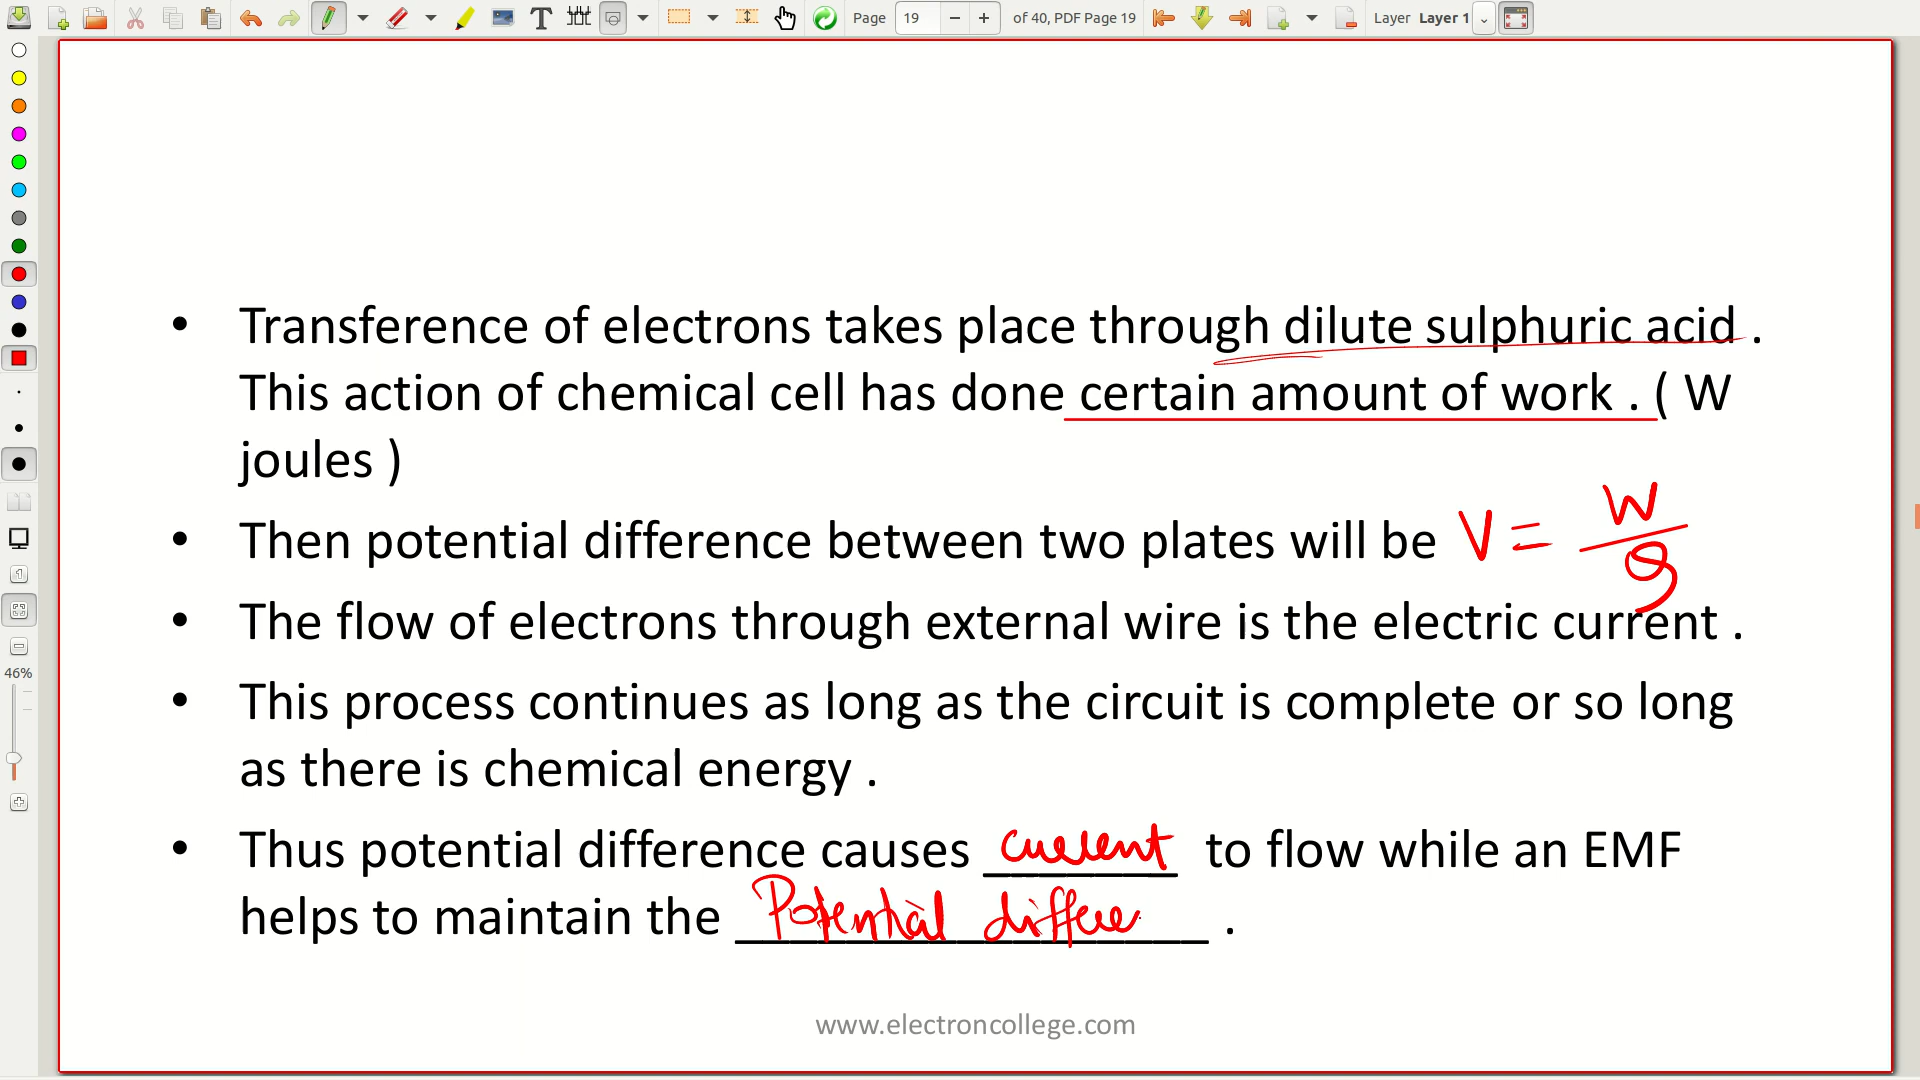 Page 19 of 40, PDF Page 19 Layer Layer 1
• Transference of electrons takes place through dilute sulphuric acid .
This action of chemical cell has done certain amount of work . ( W
joules )
• Then potential difference between two plates will be V = W/Q
• The flow of electrons through external wire is the electric current .
46%
• This process continues as long as the circuit is complete or so long
as there is chemical energy .
• Thus potential difference causes current to flow while an EMF
helps to maintain the Potential differe .
www.electroncollege.com